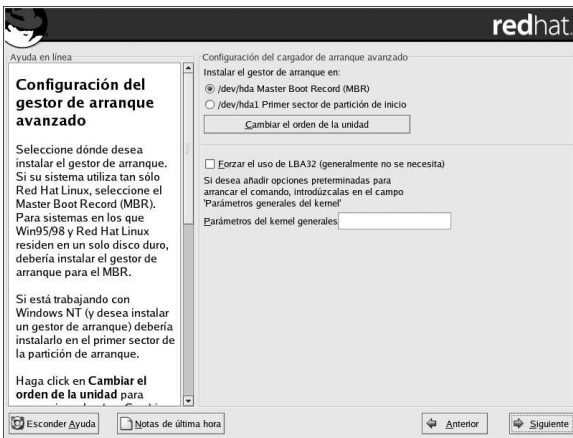 redhat.
Ayuda en línea
Configuración del
gestor de arranque
avanzado
Seleccione dónde desea
instalar el gestor de arranque.
Si su sistema utiliza tan sólo
Red Hat Linux, seleccione el
Master Boot Record (MBR).
Para sistemas en los que
Win95/98 y Red Hat Linux
residen en un solo disco duro,
debería instalar el gestor de
arranque para el MBR.
Si está trabajando con
Windows NT (y desea instalar
un gestor de arranque) debería
instalarlo en el primer sector de
la partición de arranque.
Haga click en Cambiar el
orden de la unidad para
Configuración del cargador de arranque avanzado
Instalar el gestor de arranque en:
/dev/hda Master Boot Record (MBR)
/dev/hda1 Primer sector de partición de inicio
Cambiar el orden de la unidad
Forzar el uso de LBA32 (generalmente no se necesita)
Si desea añadir opciones preterminadas para
arrancar el comando, introdúzcalas en el campo
'Parámetros generales del kernel'
Parámetros del kernel generales
Esconder Ayuda
Notas de última hora
Anterior
Siguiente